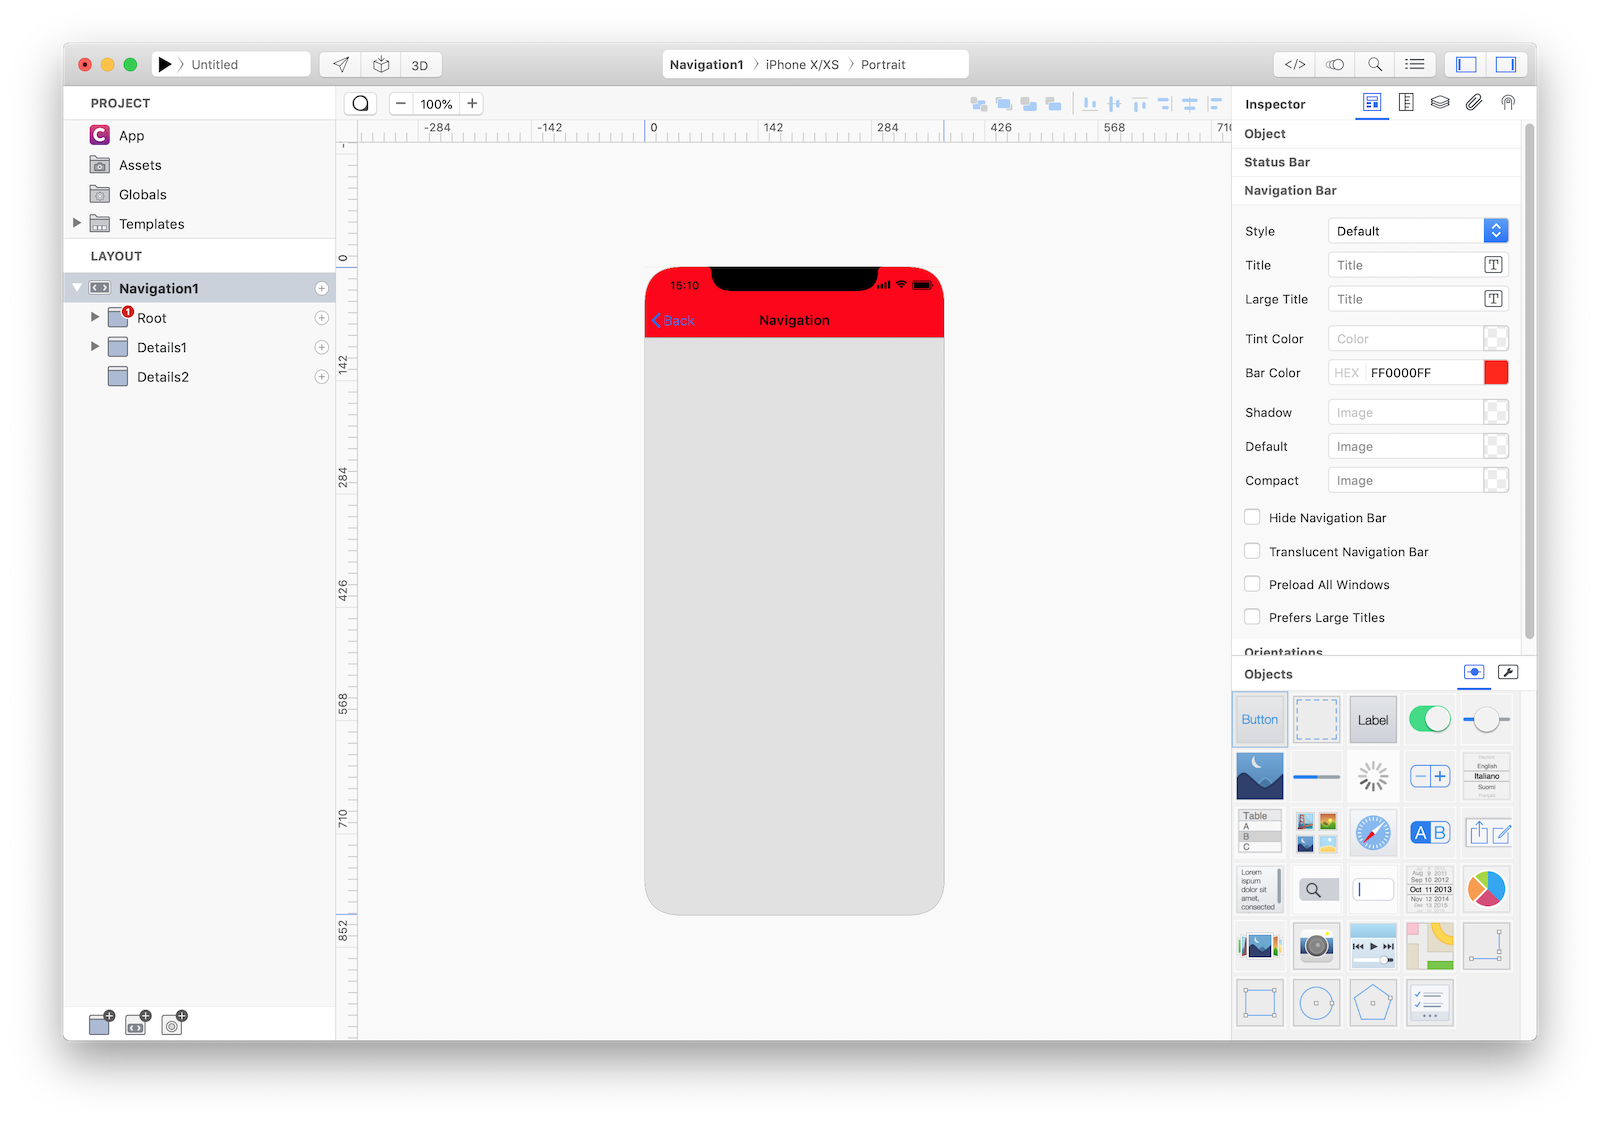 Untitled
3D
Navigation1 〉 iPhone X/XS 〉 Portrait
</>
PROJECT
App
Assets
Globals
Templates
LAYOUT
Navigation1
1
Root
Details1
Details2
100%
-284 -142 0 142 284 426 568 710
0
142
284
426
568
710
852
15:10
Back
Navigation
Inspector
Object
Status Bar
Navigation Bar
Style Default
Title Title
Large Title Title
Tint Color Color
Bar Color HEX FF0000FF
Shadow Image
Default Image
Compact Image
Hide Navigation Bar
Translucent Navigation Bar
Preload All Windows
Prefers Large Titles
Orientations
Objects
Button
Label
English
Italiano
Suomi
Table
A
B
C
A B
Lorem
ispum
dolor sit
amet,
consected
Aug 9 2011
Sep 10 2012
Oct 11 2013
Nov 12 2014
Dec 13 2015